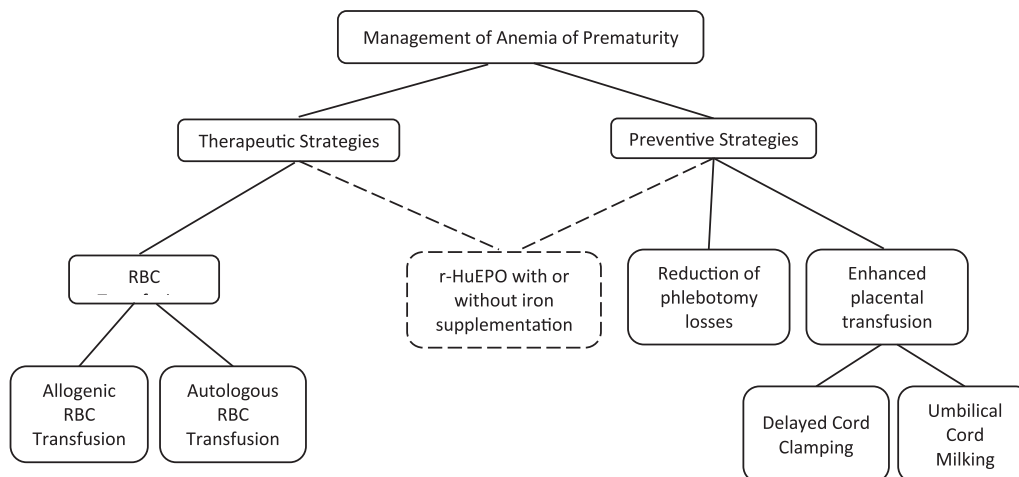 Management of Anemia of Prematurity
Therapeutic Strategies
Preventive Strategies
RBC
r-HuEPO with or
without iron
supplementation
Reduction of
phlebotomy
losses
Enhanced
placental
transfusion
Allogenic
RBC
Transfusion
Autologous
RBC
Transfusion
Delayed Cord
Clamping
Umbilical
Cord
Milking